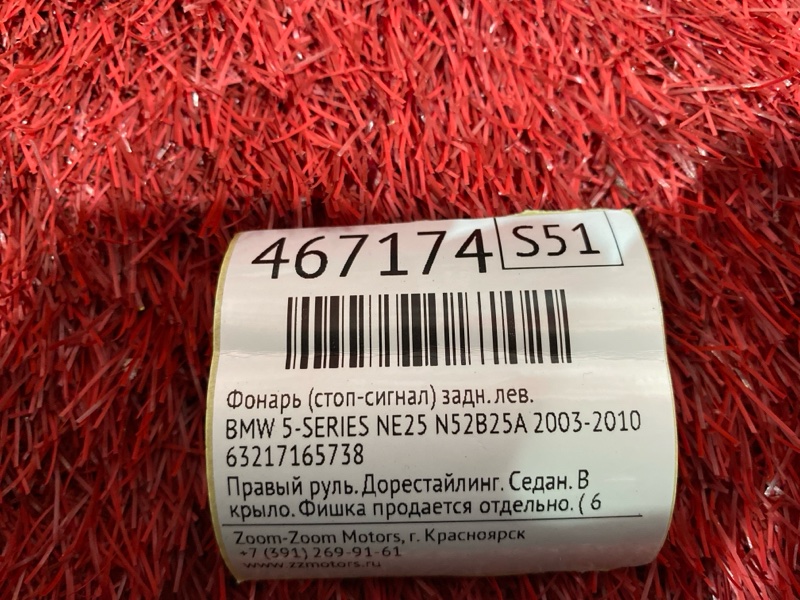 467174 S51
Фонарь (стоп-сигнал) задн.лев.
BMW 5-SERIES NE25 N52B25A 2003-2010
63217165738
Правый руль. Дорестайлинг. Седан. В
крыло. Фишка продается отдельно. ( 6
Zoom-Zoom Motors, г. Красноярск
+7 (391) 269-91-61
www.zzmotors.ru